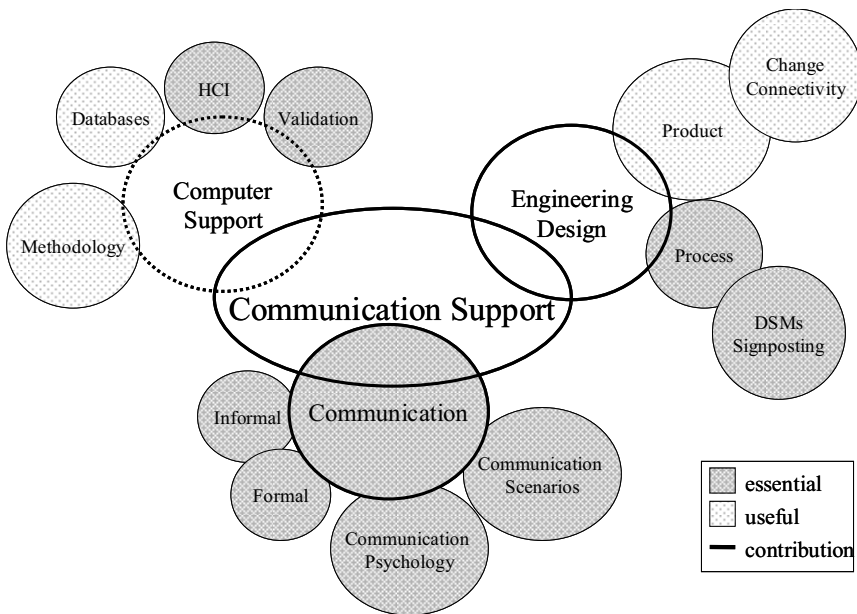 HCI
Databases
Validation
Methodology
Computer
Support
Change
Connectivity
Product
Engineering
Design
Process
DSMs
Signposting
Communication Support
Communication
Informal
Formal
Communication
Scenarios
Communication
Psychology
essential
useful
contribution